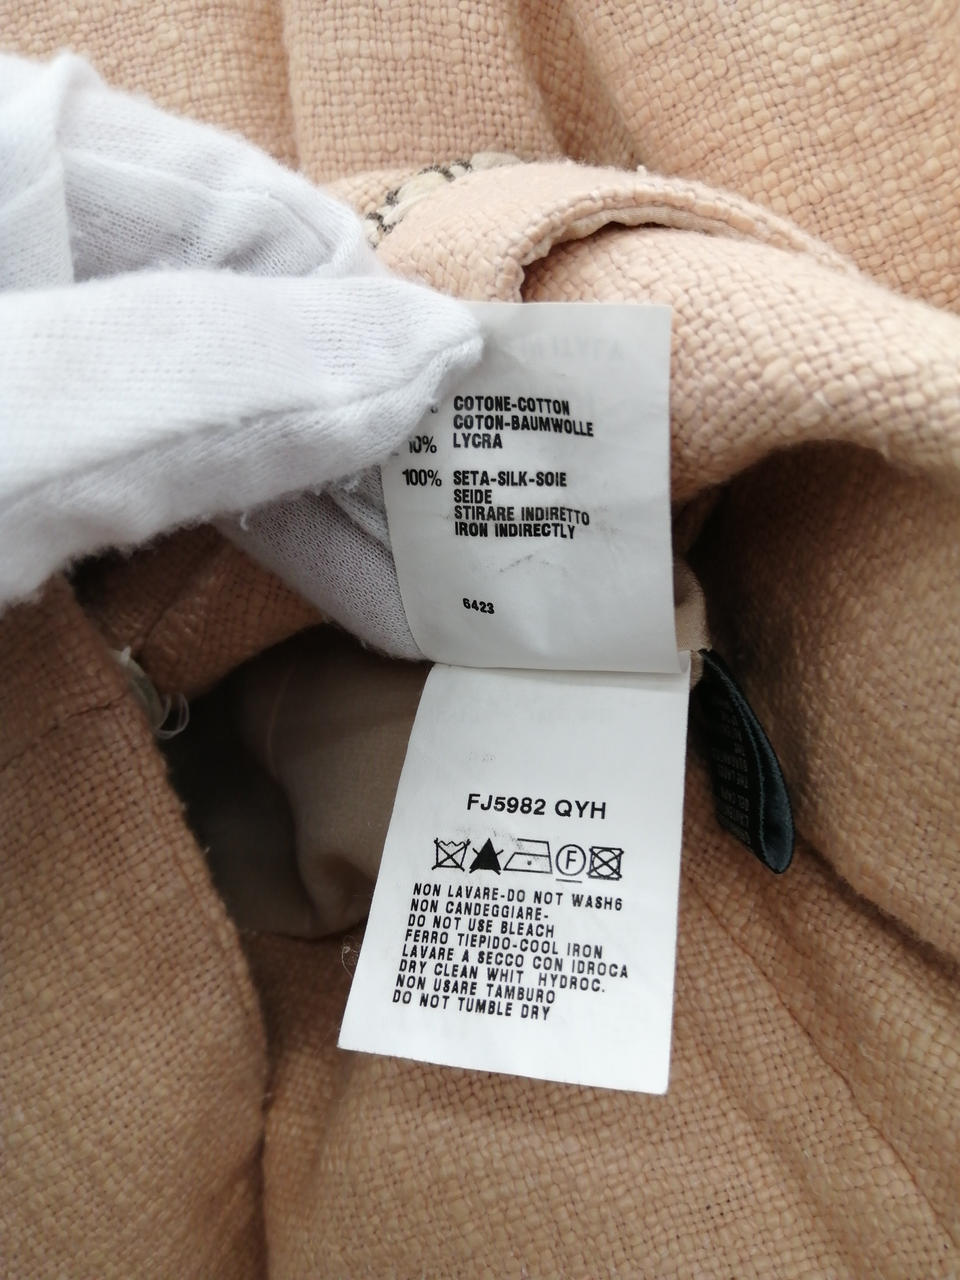 COTONE-COTTON
COTON-BAUMWOLLE
10% LYCRA
100% SETA-SILK-SOIE
SEIDE
STIRARE INDIRETTO
IRON INDIRECTLY
6423
FJ5982 QYH
F
NON LAVARE-DO NOT WASH6
NON CANDEGGIARE-
DO NOT USE BLEACH
FERRO TIEPIDO-COOL IRON
LAVARE A SECCO CON IDROCA
DRY CLEAN WHIT HYDROC.
NON USARE TAMBURO
DO NOT TUMBLE DRY